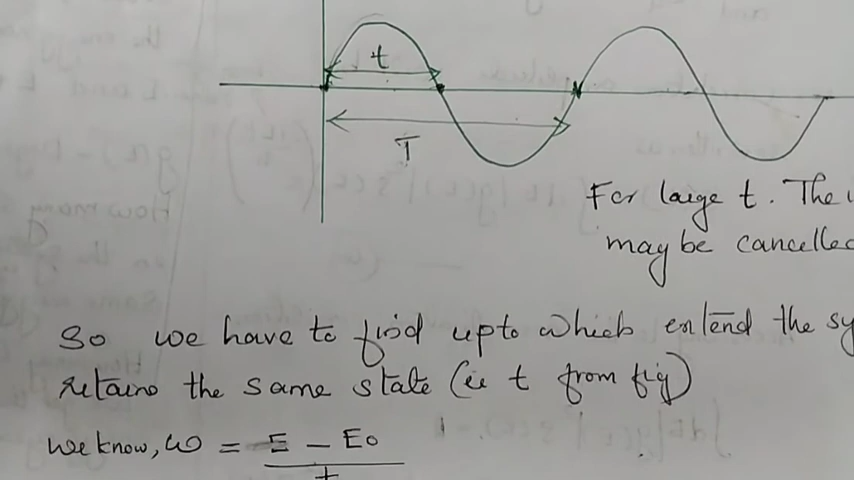 t
T
For large t. The
may be cancelled
So we have to find upto which extend the sy
retains the same state (ie t from fig)
We know, ω = E - E₀